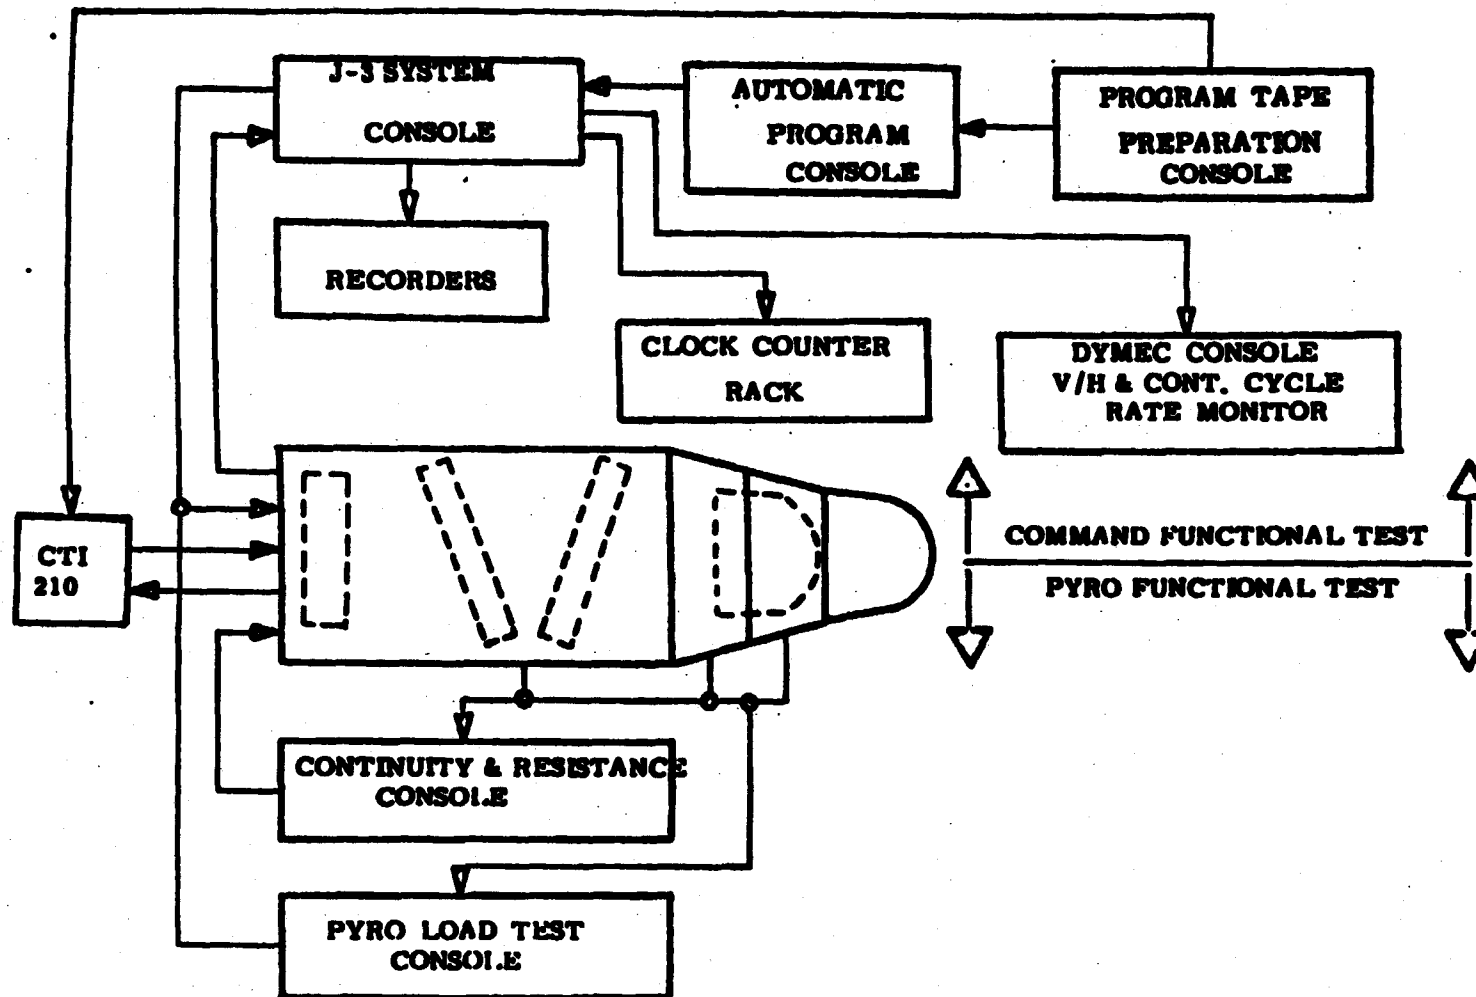 J-3 SYSTEM
CONSOLE
AUTOMATIC
PROGRAM
CONSOLE
PROGRAM TAPE
PREPARATION
CONSOLE
RECORDERS
CLOCK COUNTER
RACK
DYMEC CONSOLE
V/H & CONT. CYCLE
RATE MONITOR
CTI
210
COMMAND FUNCTIONAL TEST
PYRO FUNCTIONAL TEST
CONTINUITY & RESISTANCE
CONSOLE
PYRO LOAD TEST
CONSOLE